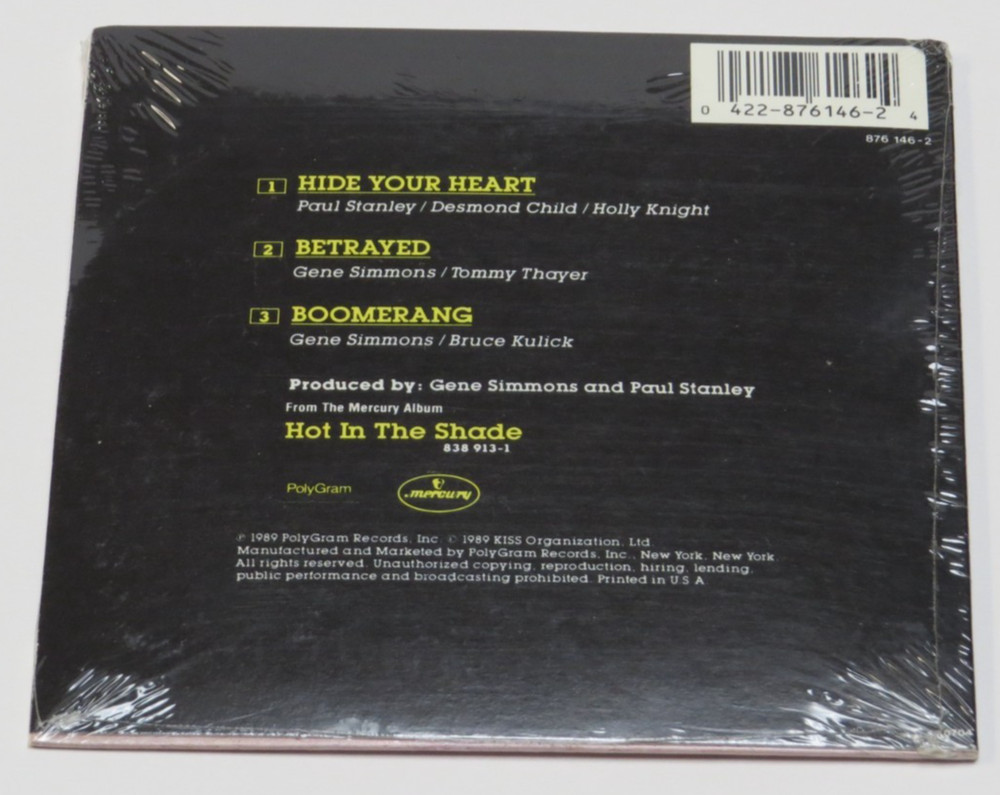 0 422-876146-2 4
876 146-2
1 HIDE YOUR HEART
Paul Stanley / Desmond Child / Holly Knight
2 BETRAYED
Gene Simmons / Tommy Thayer
3 BOOMERANG
Gene Simmons / Bruce Kulick
Produced by: Gene Simmons and Paul Stanley
From The Mercury Album
Hot In The Shade
838 913-1
PolyGram
mercury
℗ 1989 PolyGram Records, Inc. © 1989 KISS Organization, Ltd.
Manufactured and Marketed by PolyGram Records, Inc., New York, New York
All rights reserved. Unauthorized copying, reproduction, hiring, lending,
public performance and broadcasting prohibited. Printed in U.S.A.